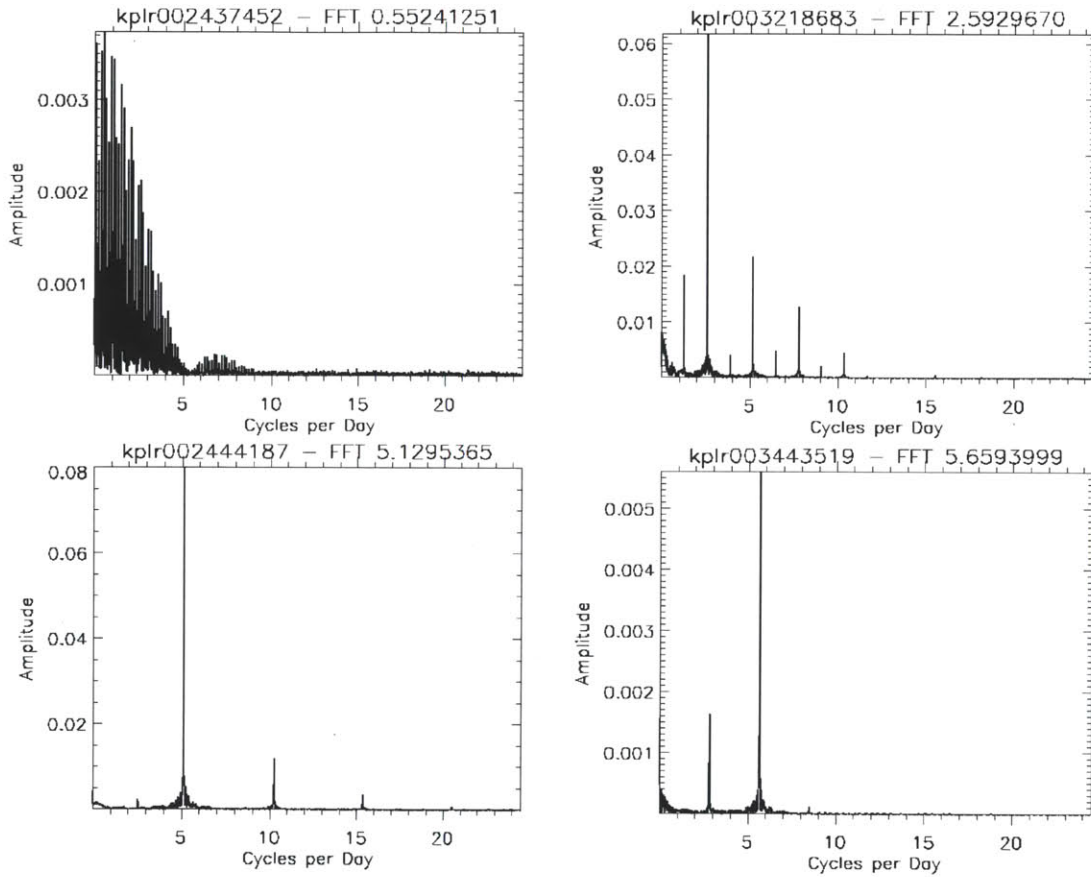 kplr002437452 – FFT 0.55241251
Amplitude
0.003
0.002
0.001
5 10 15 20
Cycles per Day
kplr003218683 – FFT 2.5929670
Amplitude
0.06
0.05
0.04
0.03
0.02
0.01
5 10 15 20
Cycles per Day
kplr002444187 – FFT 5.1295365
Amplitude
0.08
0.06
0.04
0.02
5 10 15 20
Cycles per Day
kplr003443519 – FFT 5.6593999
Amplitude
0.005
0.004
0.003
0.002
0.001
5 10 15 20
Cycles per Day